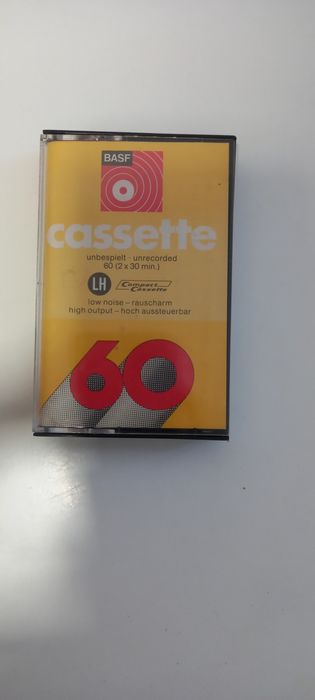 BASF
cassette
unbespielt - unrecorded
60 (2 x 30 min.)
LH Compact Cassette
low noise – rauscharm
high output – hoch aussteuerbar
60